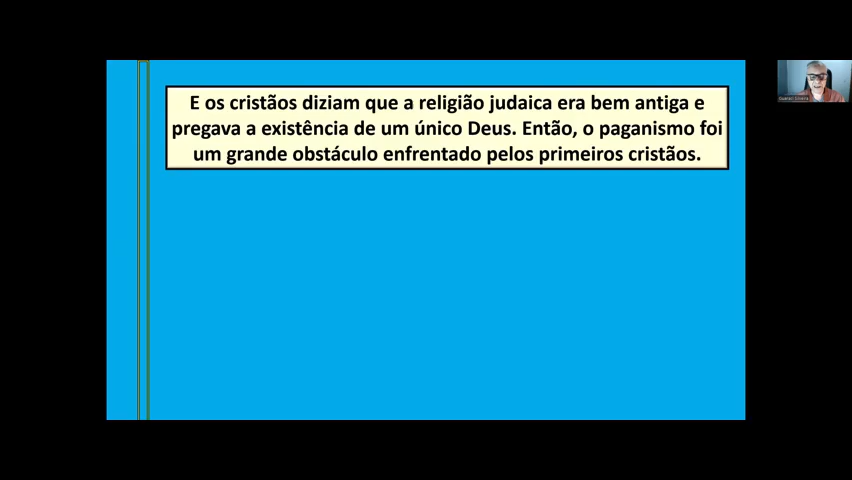 E os cristãos diziam que a religião judaica era bem antiga e
pregava a existência de um único Deus. Então, o paganismo foi
um grande obstáculo enfrentado pelos primeiros cristãos.